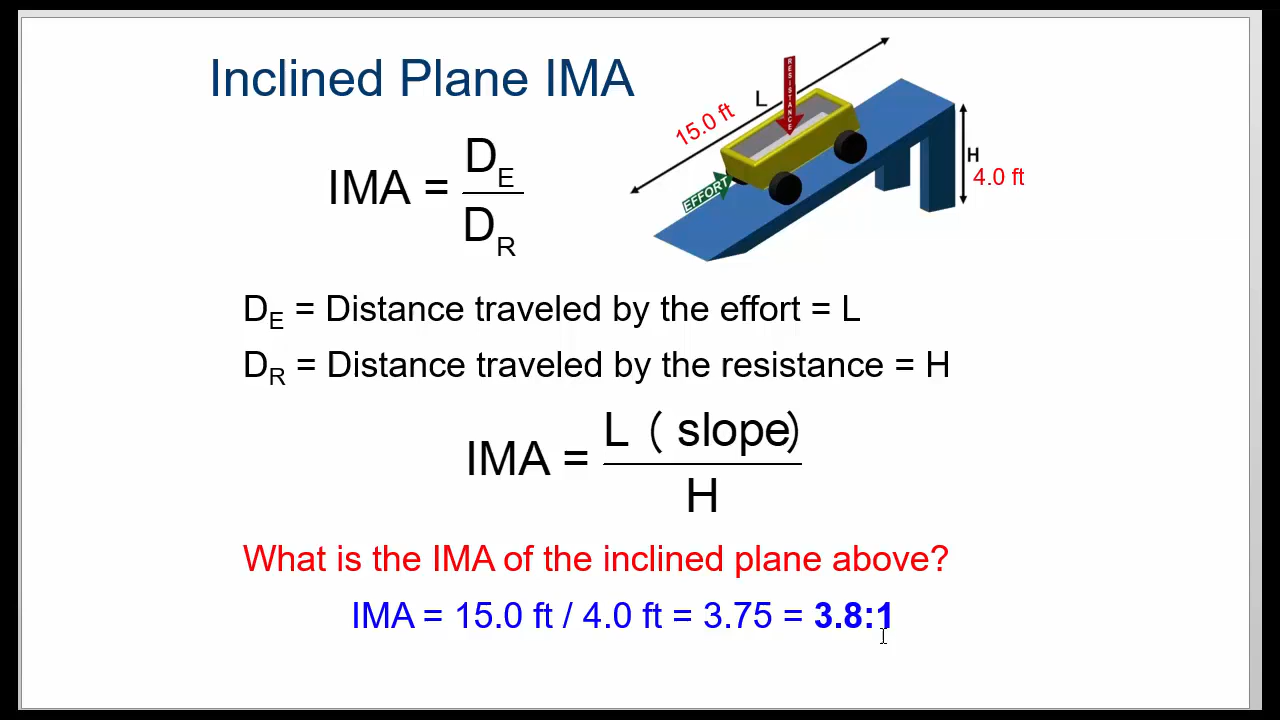 Inclined Plane IMA
IMA = D_E / D_R
L
15.0 ft
RESISTANCE
EFFORT
H
4.0 ft
D_E = Distance traveled by the effort = L
D_R = Distance traveled by the resistance = H
IMA = L ( slope) / H
What is the IMA of the inclined plane above?
IMA = 15.0 ft / 4.0 ft = 3.75 = 3.8:1